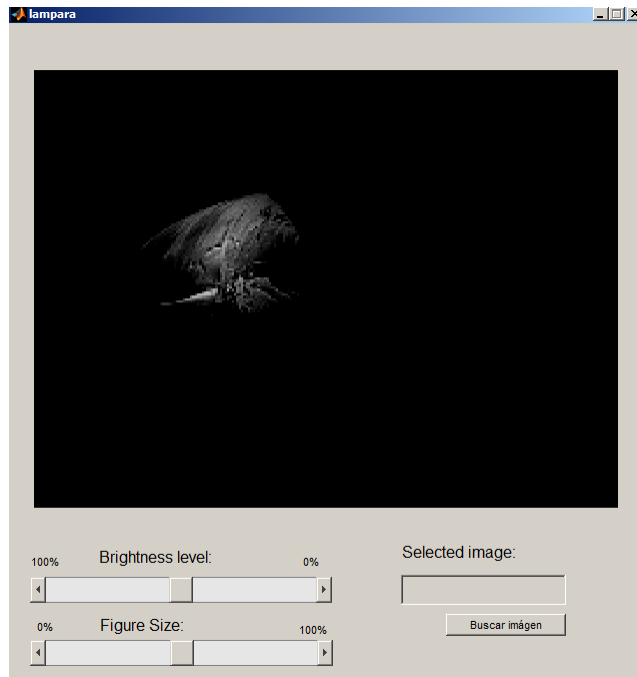 lampara
Brightness level:
100%
0%
Figure Size:
0%
100%
Selected image:
Buscar imágen